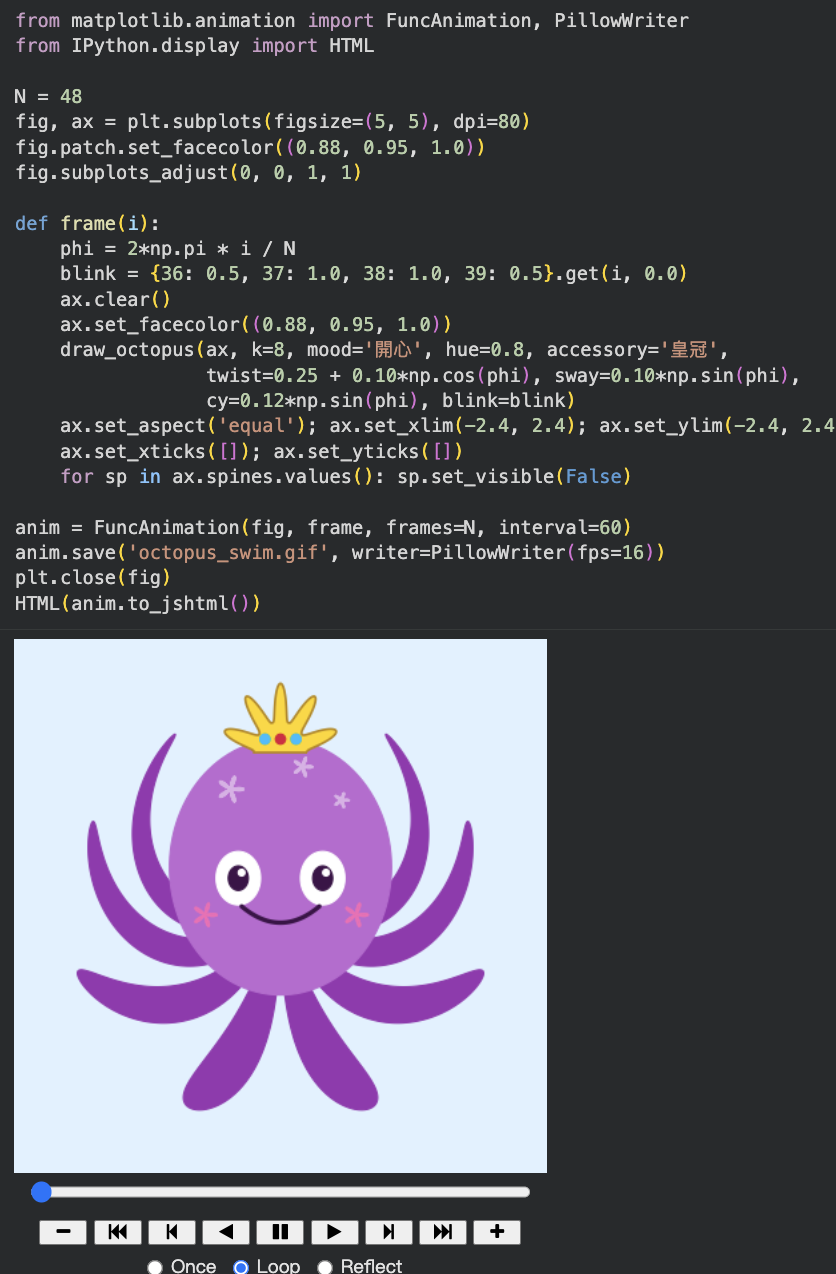 from matplotlib.animation import FuncAnimation, PillowWriter
from IPython.display import HTML
N = 48
fig, ax = plt.subplots(figsize=(5, 5), dpi=80)
fig.patch.set_facecolor((0.88, 0.95, 1.0))
fig.subplots_adjust(0, 0, 1, 1)
def frame(i):
    phi = 2*np.pi * i / N
    blink = {36: 0.5, 37: 1.0, 38: 1.0, 39: 0.5}.get(i, 0.0)
    ax.clear()
    ax.set_facecolor((0.88, 0.95, 1.0))
    draw_octopus(ax, k=8, mood='開心', hue=0.8, accessory='皇冠',
                 twist=0.25 + 0.10*np.cos(phi), sway=0.10*np.sin(phi),
                 cy=0.12*np.sin(phi), blink=blink)
    ax.set_aspect('equal'); ax.set_xlim(-2.4, 2.4); ax.set_ylim(-2.4, 2.4
    ax.set_xticks([]); ax.set_yticks([])
    for sp in ax.spines.values(): sp.set_visible(False)
anim = FuncAnimation(fig, frame, frames=N, interval=60)
anim.save('octopus_swim.gif', writer=PillowWriter(fps=16))
plt.close(fig)
HTML(anim.to_jshtml())
Once Loop Reflect